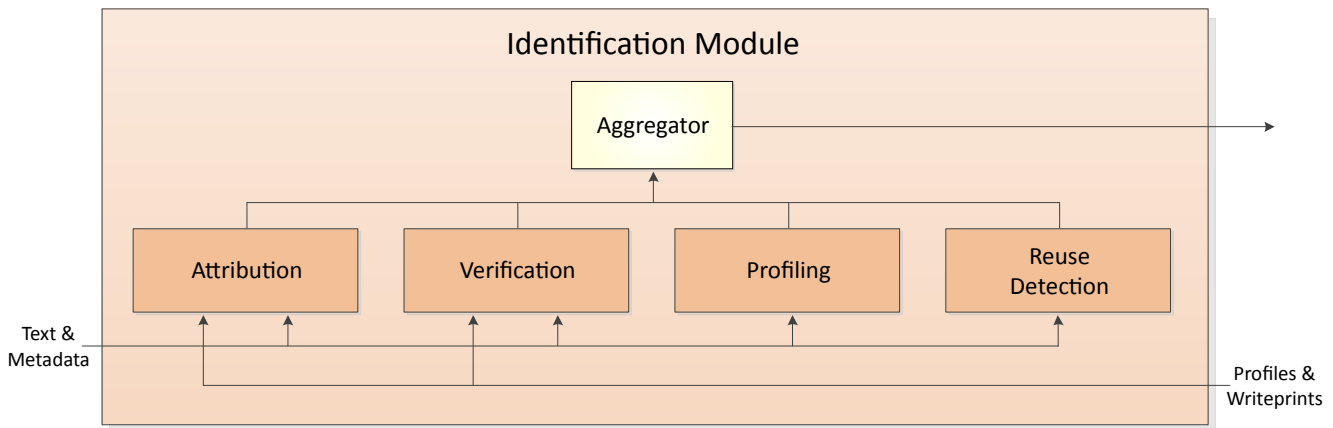 Identification Module
Aggregator
Attribution
Verification
Profiling
Reuse
Detection
Text &
Metadata
Profiles &
Writeprints